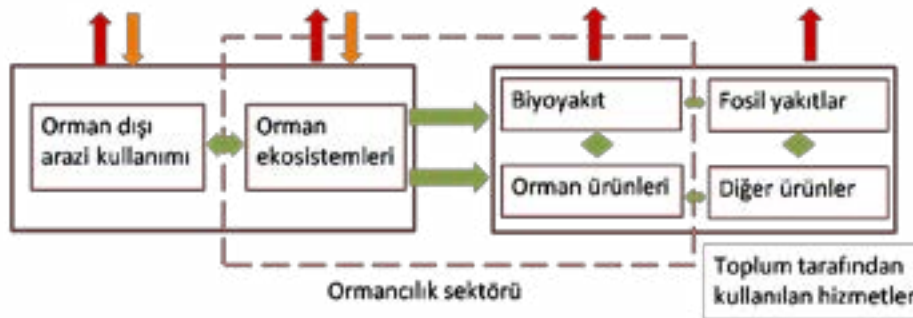 Orman dışı
arazi kullanımı
Orman
ekosistemleri
Biyoyakıt
Fosil yakıtlar
Orman ürünleri
Diğer ürünler
Ormancılık sektörü
Toplum tarafından
kullanılan hizmetler